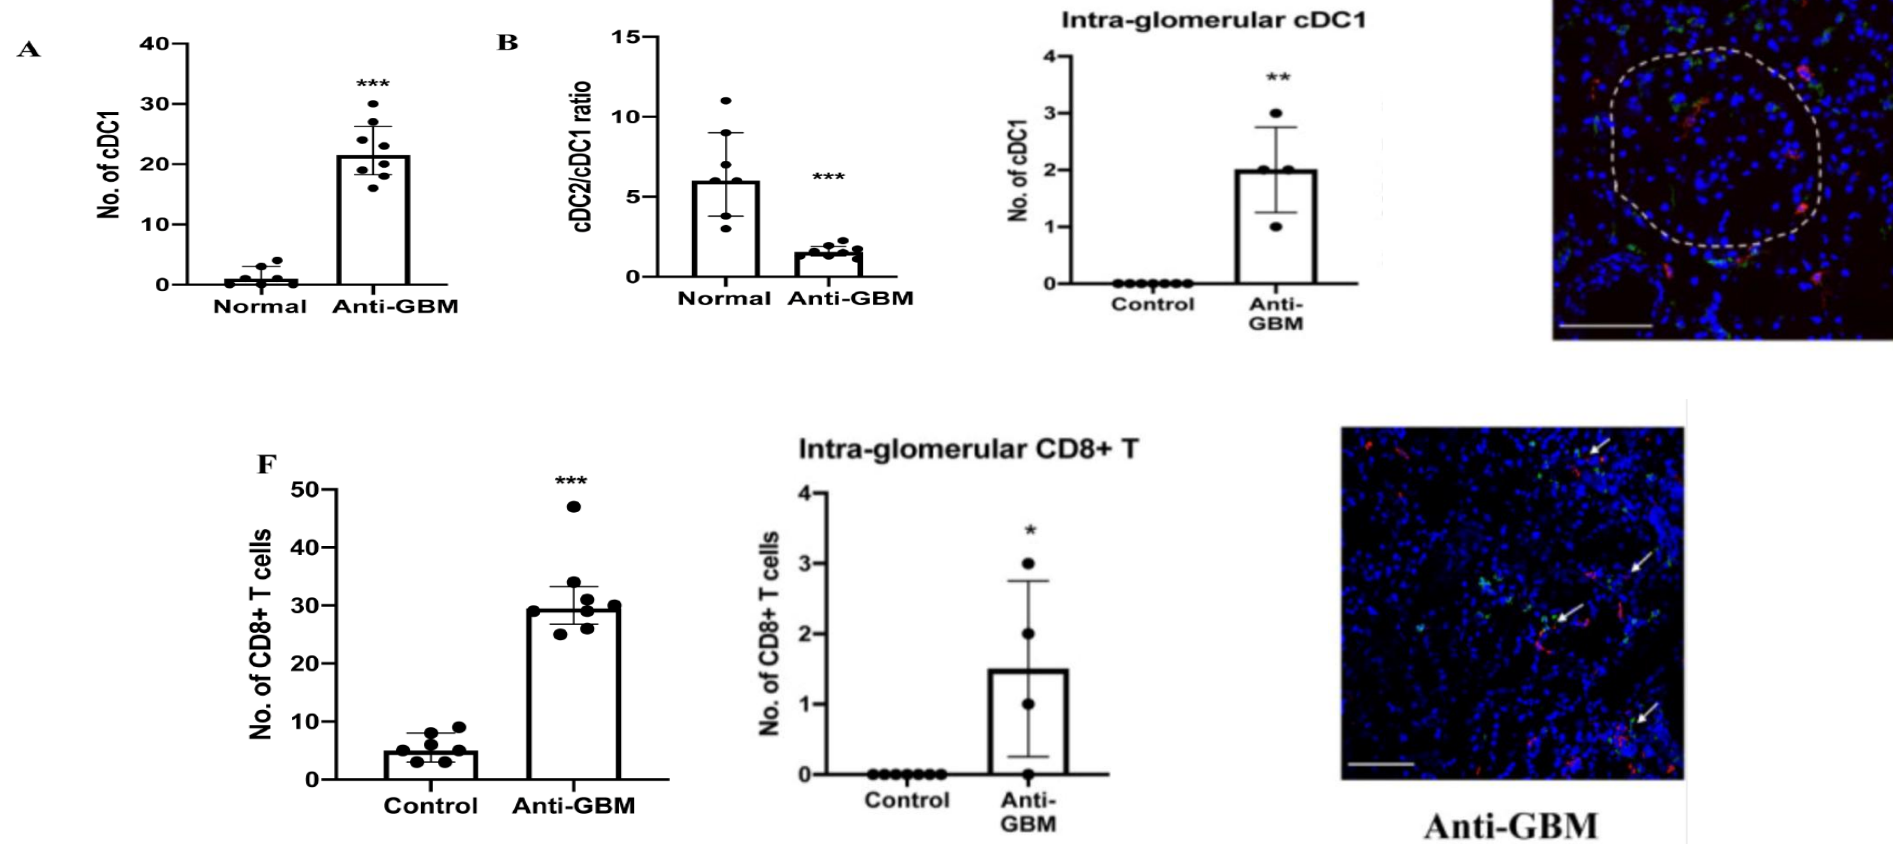 A
40
30
20
10
0
No. of cDC1
***
Normal
Anti-GBM
B
15
10
5
0
cDC2/cDC1 ratio
***
Normal
Anti-GBM
Intra-glomerular cDC1
4
3
2
1
0
No. of cDC1
**
Control
Anti-
GBM
F
50
40
30
20
10
0
No. of CD8+ T cells
***
Control
Anti-GBM
Intra-glomerular CD8+ T
4
3
2
1
0
No. of CD8+ T cells
*
Control
Anti-
GBM
Anti-GBM